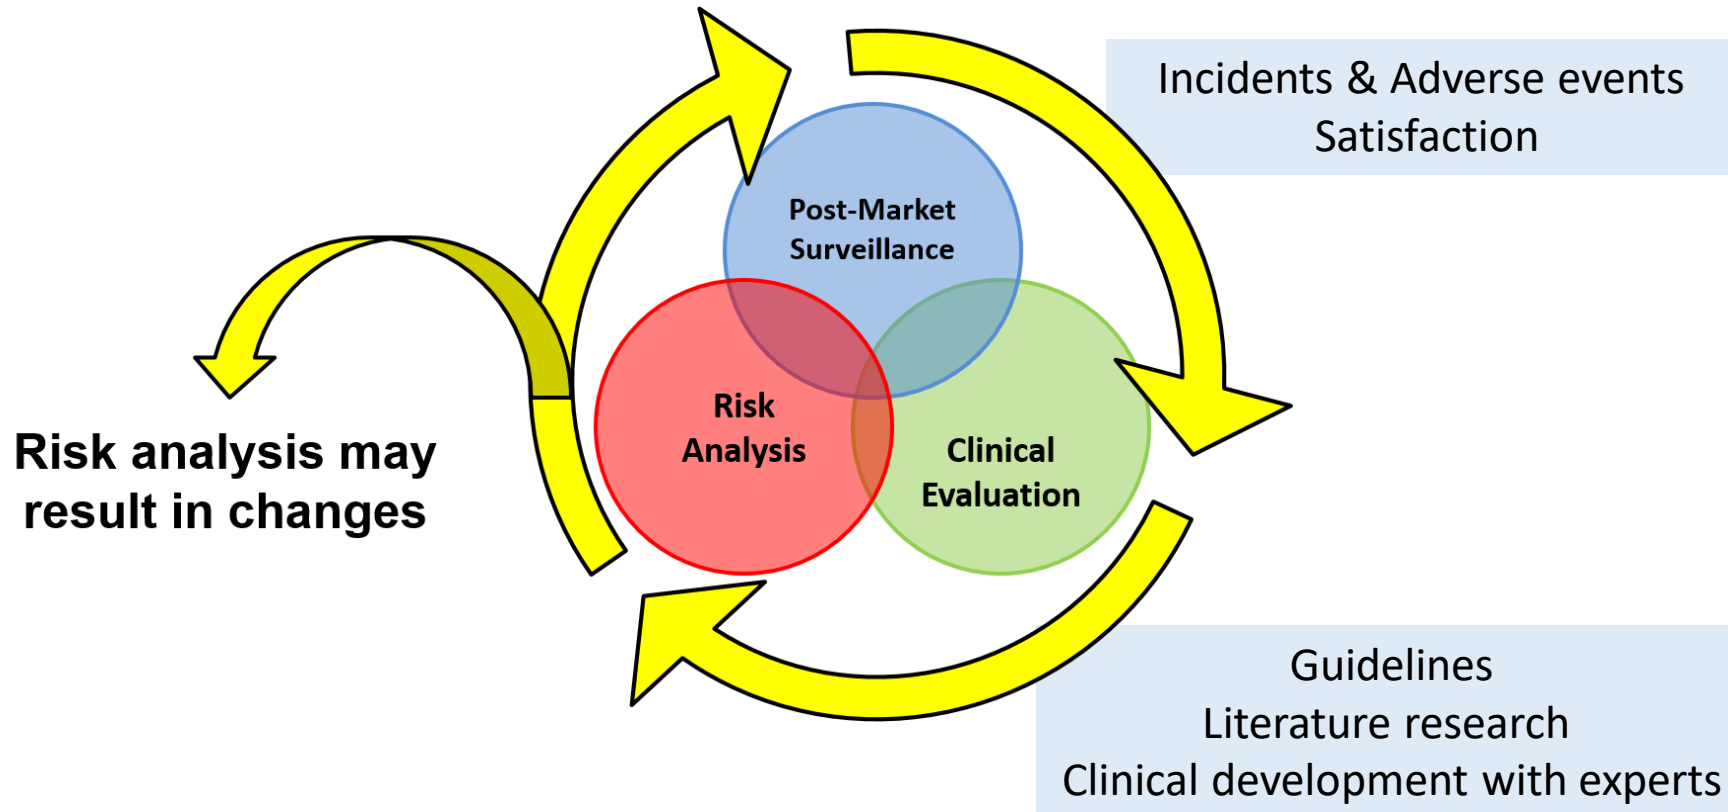 Incidents & Adverse events
Satisfaction
Post-Market
Surveillance
Risk
Analysis
Clinical
Evaluation
Risk analysis may
result in changes
Guidelines
Literature research
Clinical development with experts